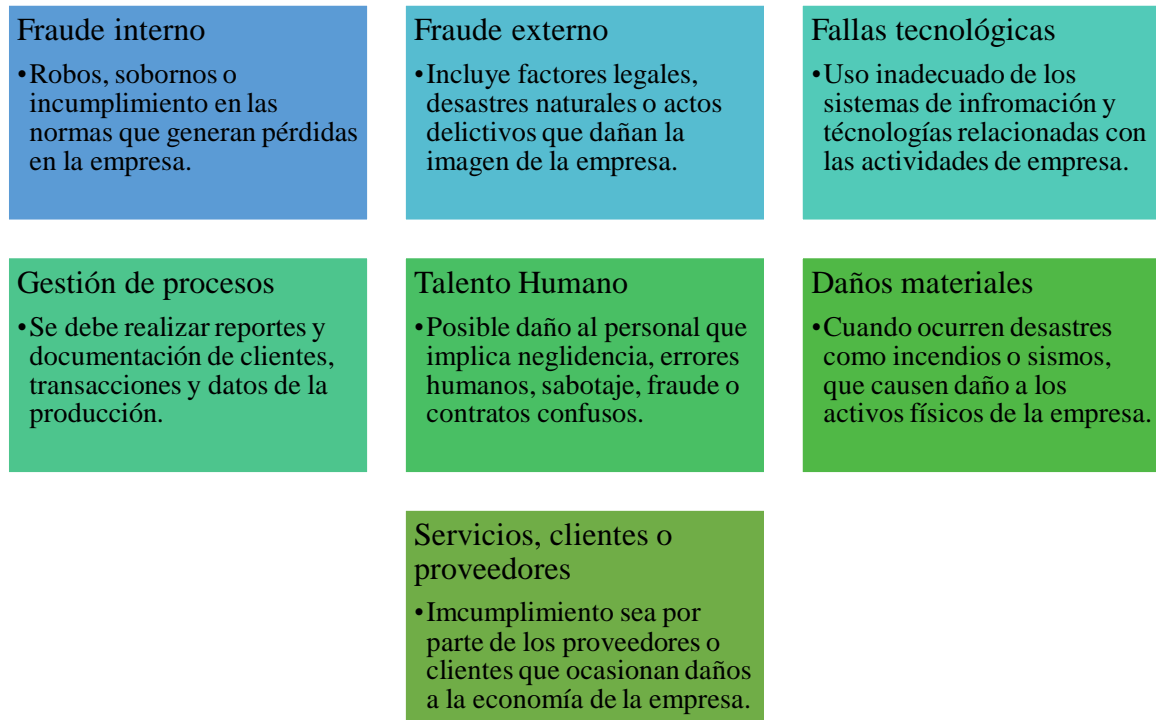 Fraude interno
•Robos, sobornos o
incumplimiento en las
normas que generan pérdidas
en la empresa.
Fraude externo
•Incluye factores legales,
desastres naturales o actos
delictivos que dañan la
imagen de la empresa.
Fallas tecnológicas
•Uso inadecuado de los
sistemas de infromación y
técnologías relacionadas con
las actividades de empresa.
Gestión de procesos
•Se debe realizar reportes y
documentación de clientes,
transacciones y datos de la
producción.
Talento Humano
•Posible daño al personal que
implica neglidencia, errores
humanos, sabotaje, fraude o
contratos confusos.
Daños materiales
•Cuando ocurren desastres
como incendios o sismos,
que causen daño a los
activos físicos de la empresa.
Servicios, clientes o
proveedores
•Imcumplimiento sea por
parte de los proveedores o
clientes que ocasionan daños
a la economía de la empresa.